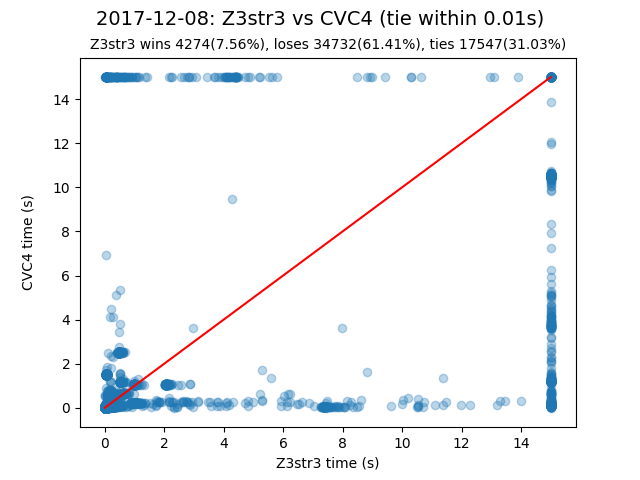 2017-12-08: Z3str3 vs CVC4 (tie within 0.01s)
Z3str3 wins 4274(7.56%), loses 34732(61.41%), ties 17547(31.03%)
14
12
10
8
6
4
2
0
CVC4 time (s)
0 2 4 6 8 10 12 14
Z3str3 time (s)